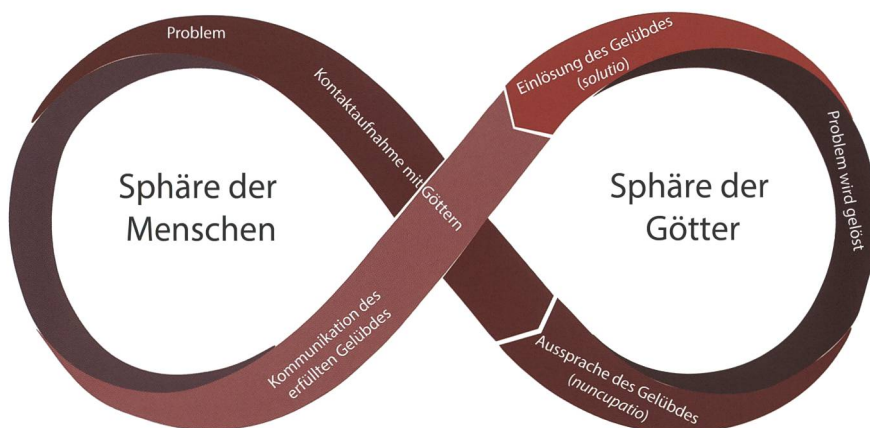 Problem
Kontaktaufnahme mit Göttern
Sphäre der
Menschen
Kommunikation des
erfüllten Gelübdes
Einlösung des Gelübdes
(solutio)
Sphäre der
Götter
Problem wird gelöst
Aussprache des Gelübdes
(nuncupatio)